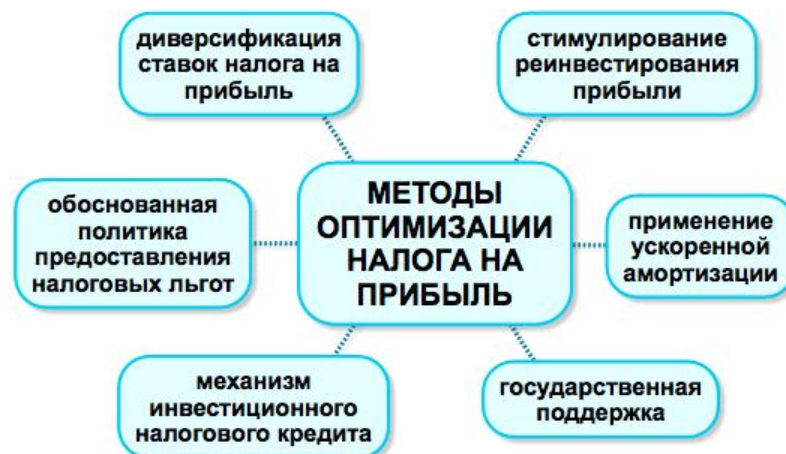 диверсификация
ставок налога на
прибыль
стимулирование
реинвестирования
прибыли
МЕТОДЫ
ОПТИМИЗАЦИИ
НАЛОГА НА
ПРИБЫЛЬ
обоснованная
политика
предоставления
налоговых льгот
применение
ускоренной
амортизации
механизм
инвестиционного
налогового кредита
государственная
поддержка